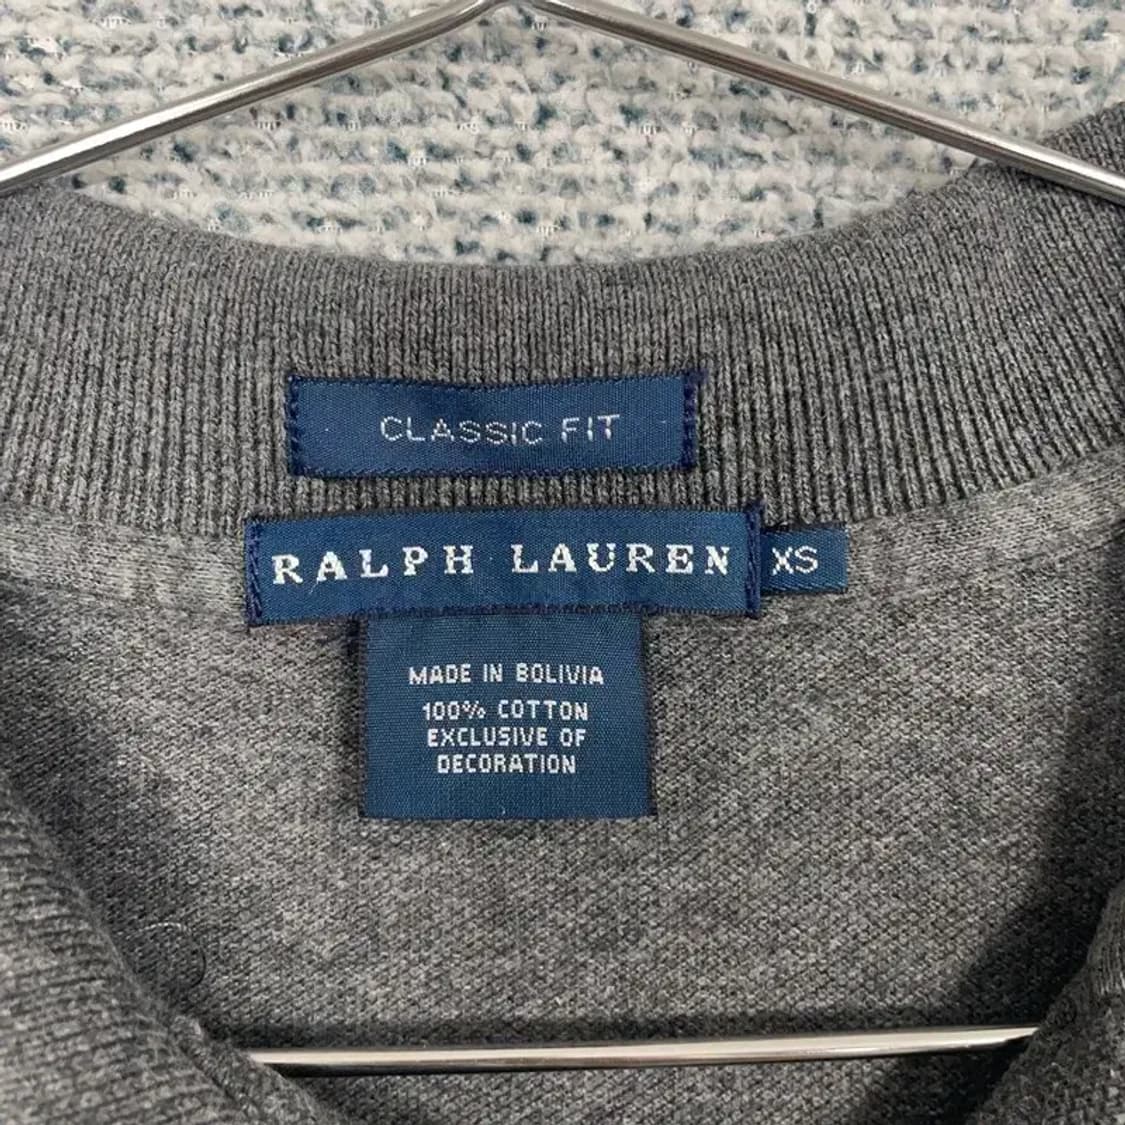 CLASSIC FIT
RALPH LAUREN XS
MADE IN BOLIVIA
100% COTTON
EXCLUSIVE OF
DECORATION